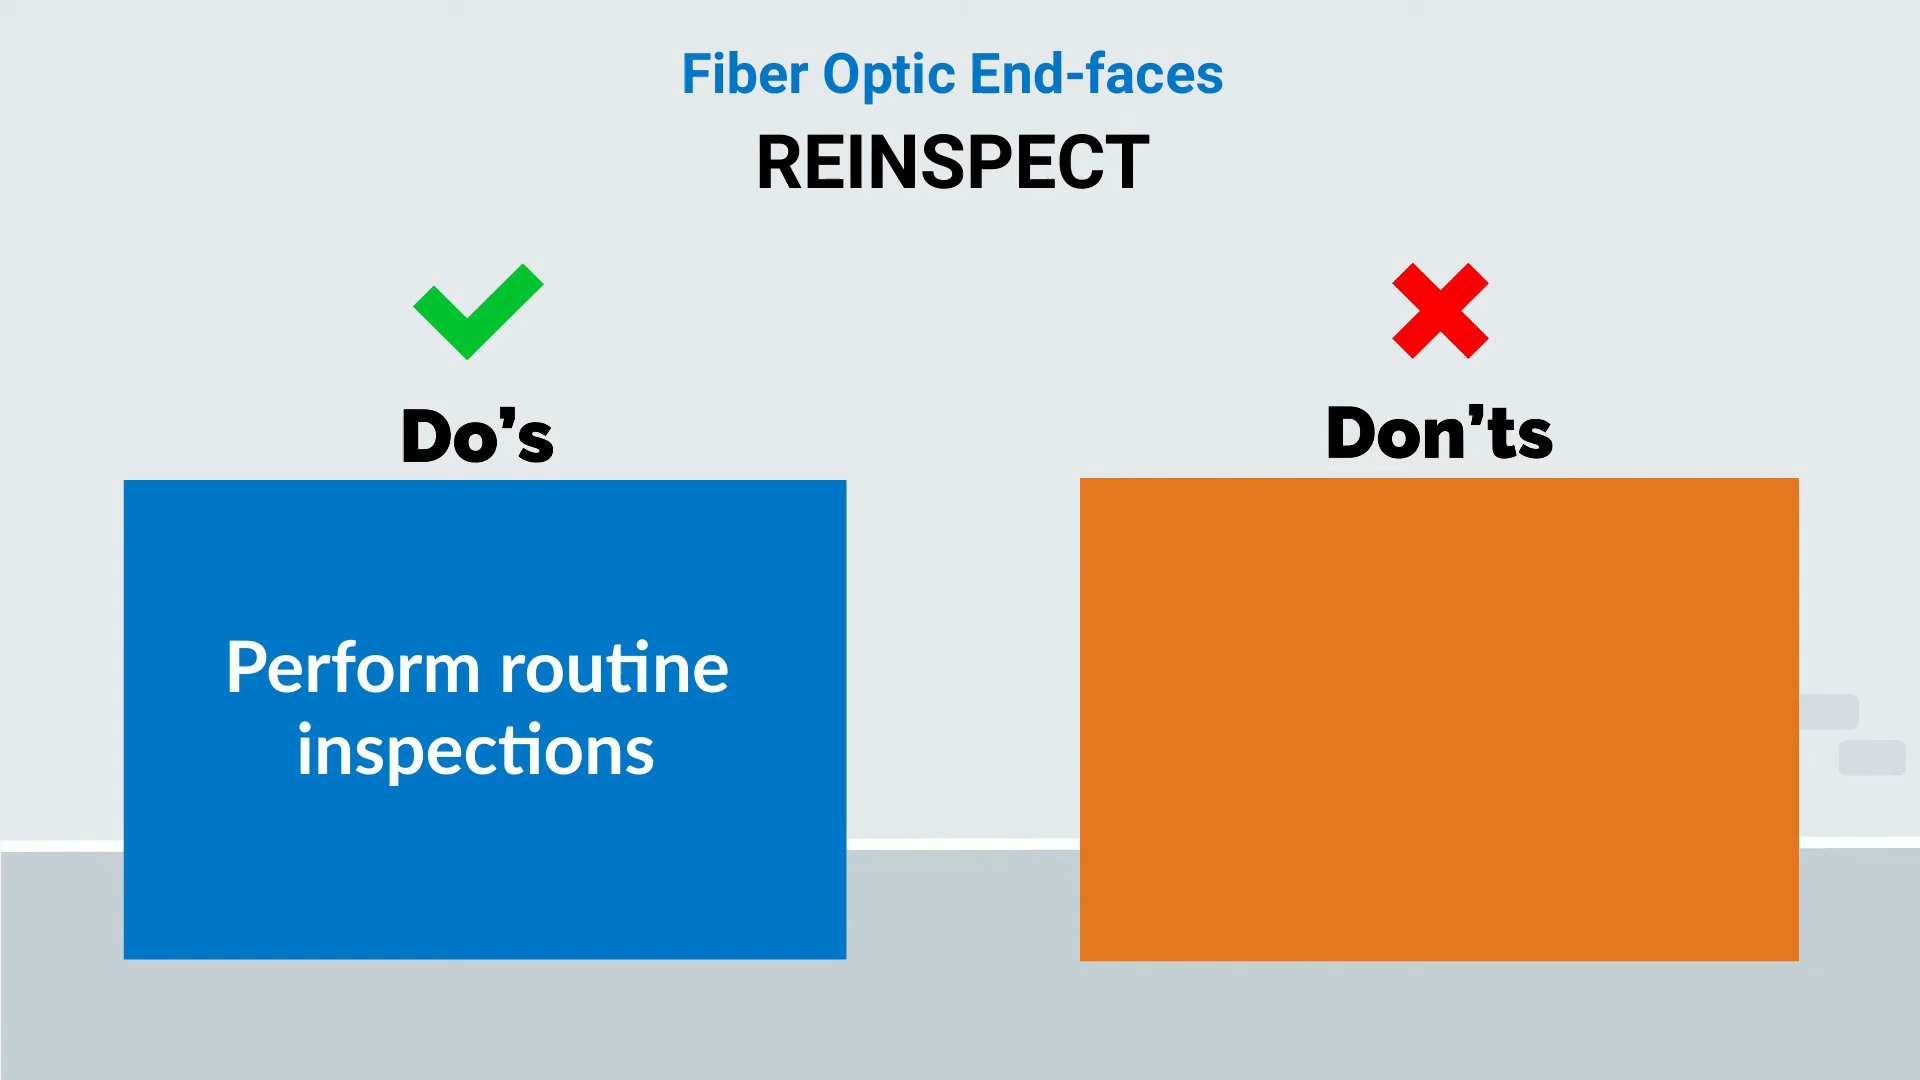 Fiber Optic End-faces
REINSPECT
Do’s
Perform routine
inspections
Don’ts